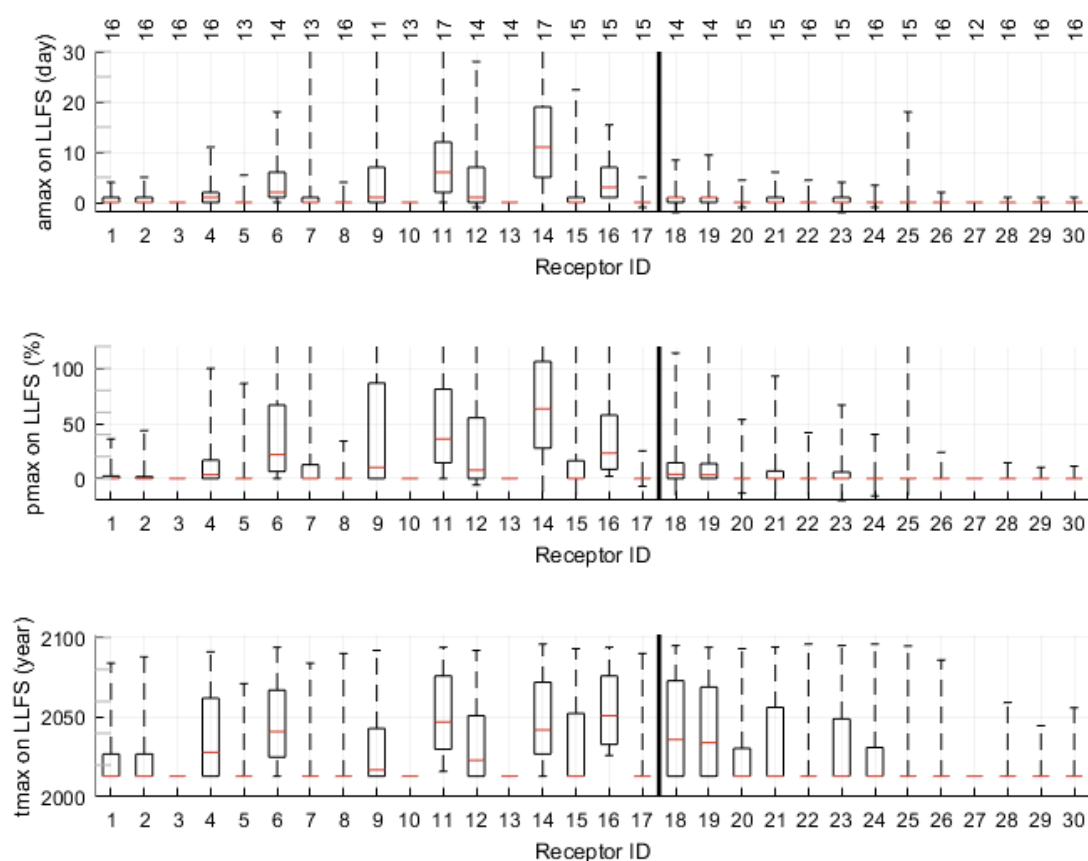 16 16 16 16 13 14 13 16 11 13 17 14 14 17 15 15 15 14 14 16 15 16 15 16 15 16 12 16 16 16
amax on LLFS (day)
30
20
10
0
1 2 3 4 5 6 7 8 9 10 11 12 13 14 15 16 17 18 19 20 21 22 23 24 25 26 27 28 29 30
Receptor ID
pmax on LLFS (%)
100
50
0
1 2 3 4 5 6 7 8 9 10 11 12 13 14 15 16 17 18 19 20 21 22 23 24 25 26 27 28 29 30
Receptor ID
tmax on LLFS (year)
2100
2050
2000
1 2 3 4 5 6 7 8 9 10 11 12 13 14 15 16 17 18 19 20 21 22 23 24 25 26 27 28 29 30
Receptor ID